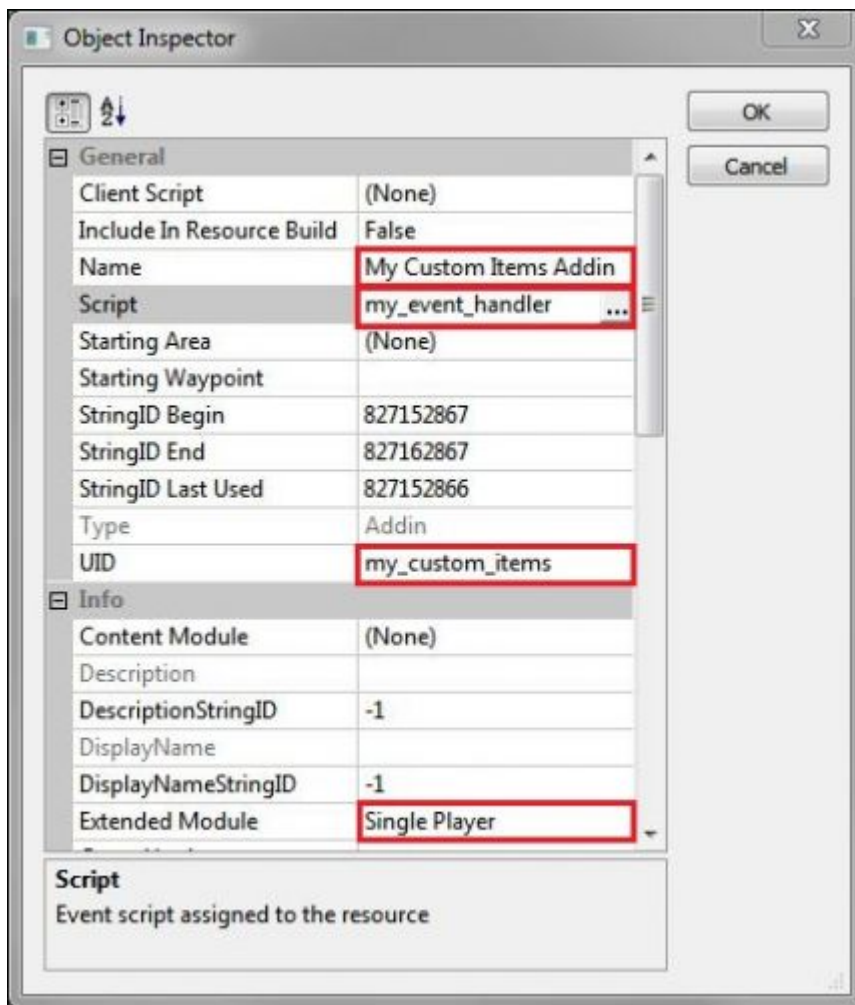 Object Inspector
OK
Cancel
General
Client Script (None)
Include In Resource Build False
Name My Custom Items Addin
Script my_event_handler ...
Starting Area (None)
Starting Waypoint
StringID Begin 827152867
StringID End 827162867
StringID Last Used 827152866
Type Addin
UID my_custom_items
Info
Content Module (None)
Description
DescriptionStringID -1
DisplayName
DisplayNameStringID -1
Extended Module Single Player
Script
Event script assigned to the resource